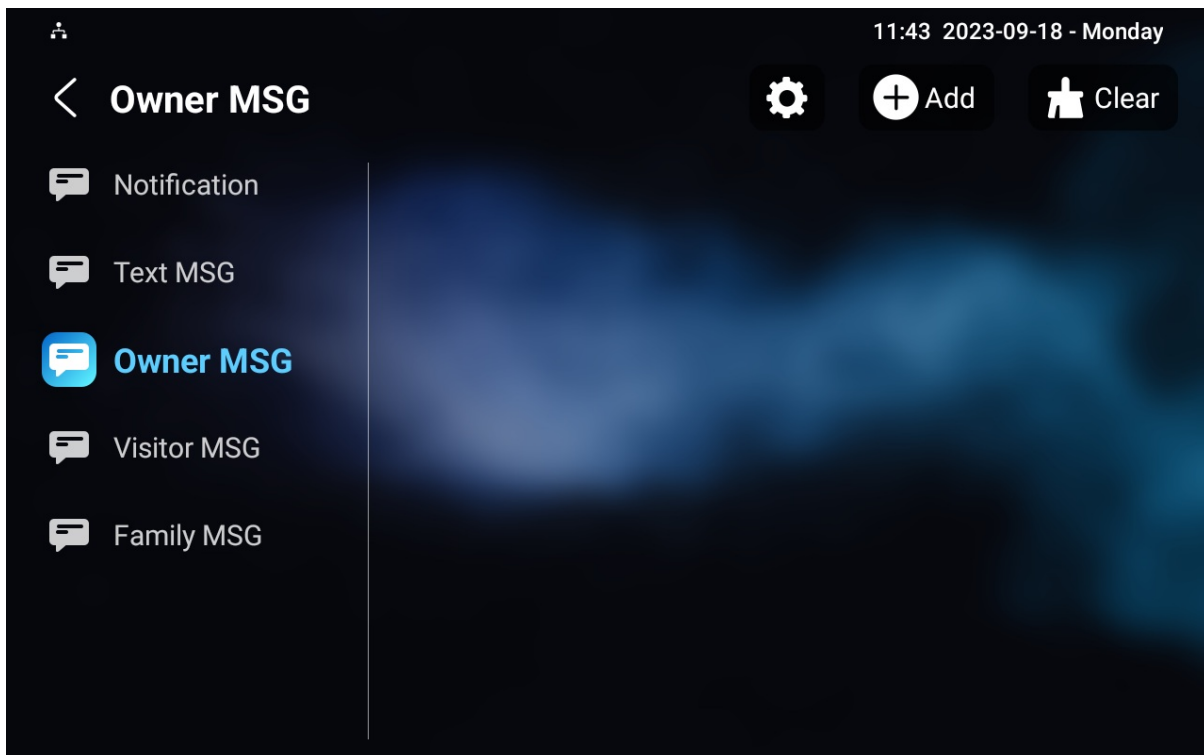 11:43 2023-09-18 - Monday
Owner MSG
Add
Clear
Notification
Text MSG
Owner MSG
Visitor MSG
Family MSG